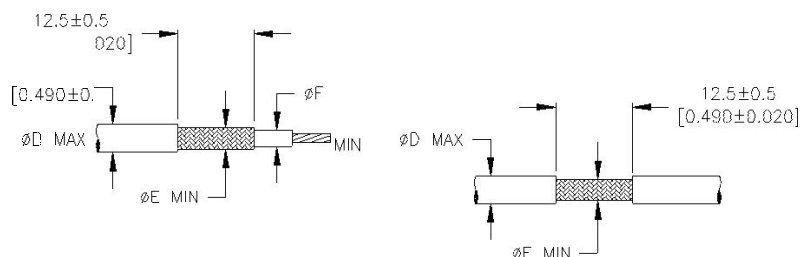 12.5±0.5
020]
[0.490±0.
øF
øD MAX
MIN
øE MIN
12.5±0.5
[0.490±0.020]
øD MAX
øE MIN